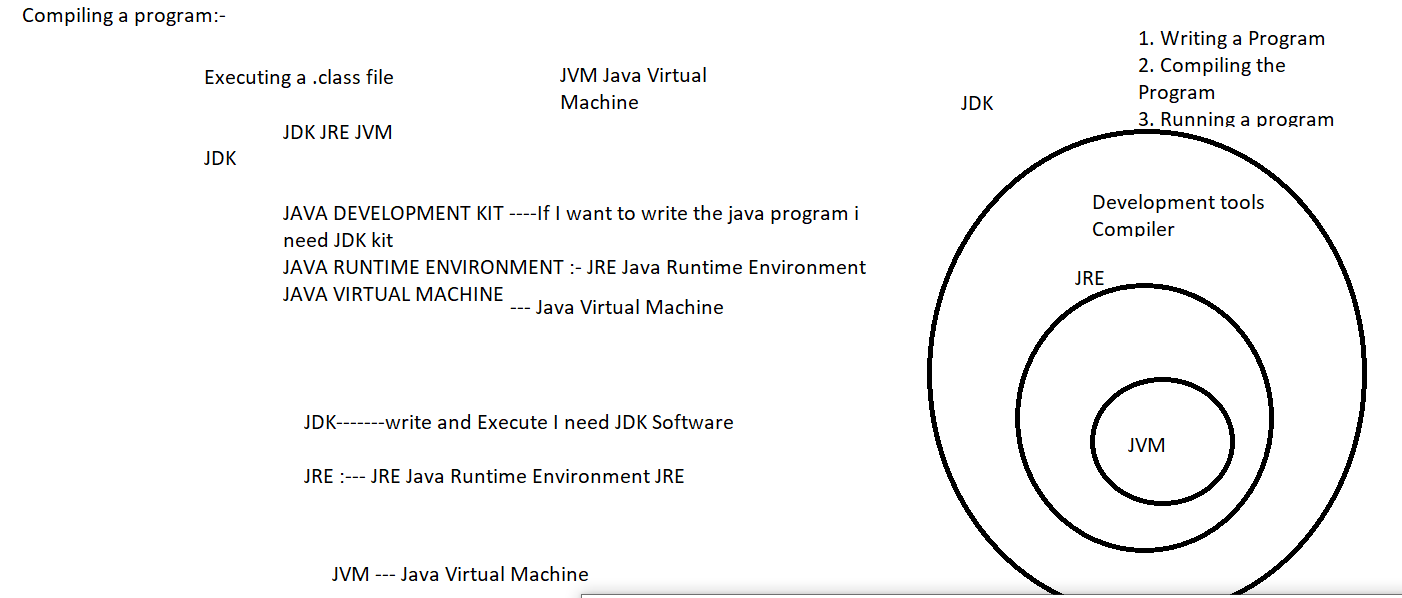 Compiling a program:-
Executing a .class file
JVM Java Virtual
Machine
JDK JRE JVM
JDK
JAVA DEVELOPMENT KIT ----If I want to write the java program i
need JDK kit
JAVA RUNTIME ENVIRONMENT :- JRE Java Runtime Environment
JAVA VIRTUAL MACHINE
--- Java Virtual Machine
JDK-------write and Execute I need JDK Software
JRE :--- JRE Java Runtime Environment JRE
JVM --- Java Virtual Machine
1. Writing a Program
2. Compiling the
Program
3. Running a program
JDK
Development tools
Compiler
JRE
JVM